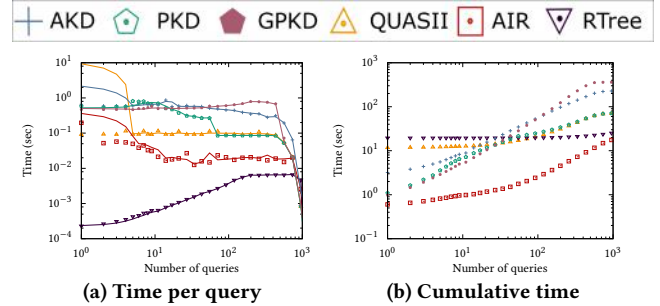 AKD PKD GPKD QUASII AIR RTree
10^1
10^0
10^-1
10^-2
10^-3
10^-4
Time (sec)
10^0 10^1 10^2 10^3
Number of queries
(a) Time per query
10^3
10^2
10^1
10^0
10^-1
Time (sec)
10^0 10^1 10^2 10^3
Number of queries
(b) Cumulative time